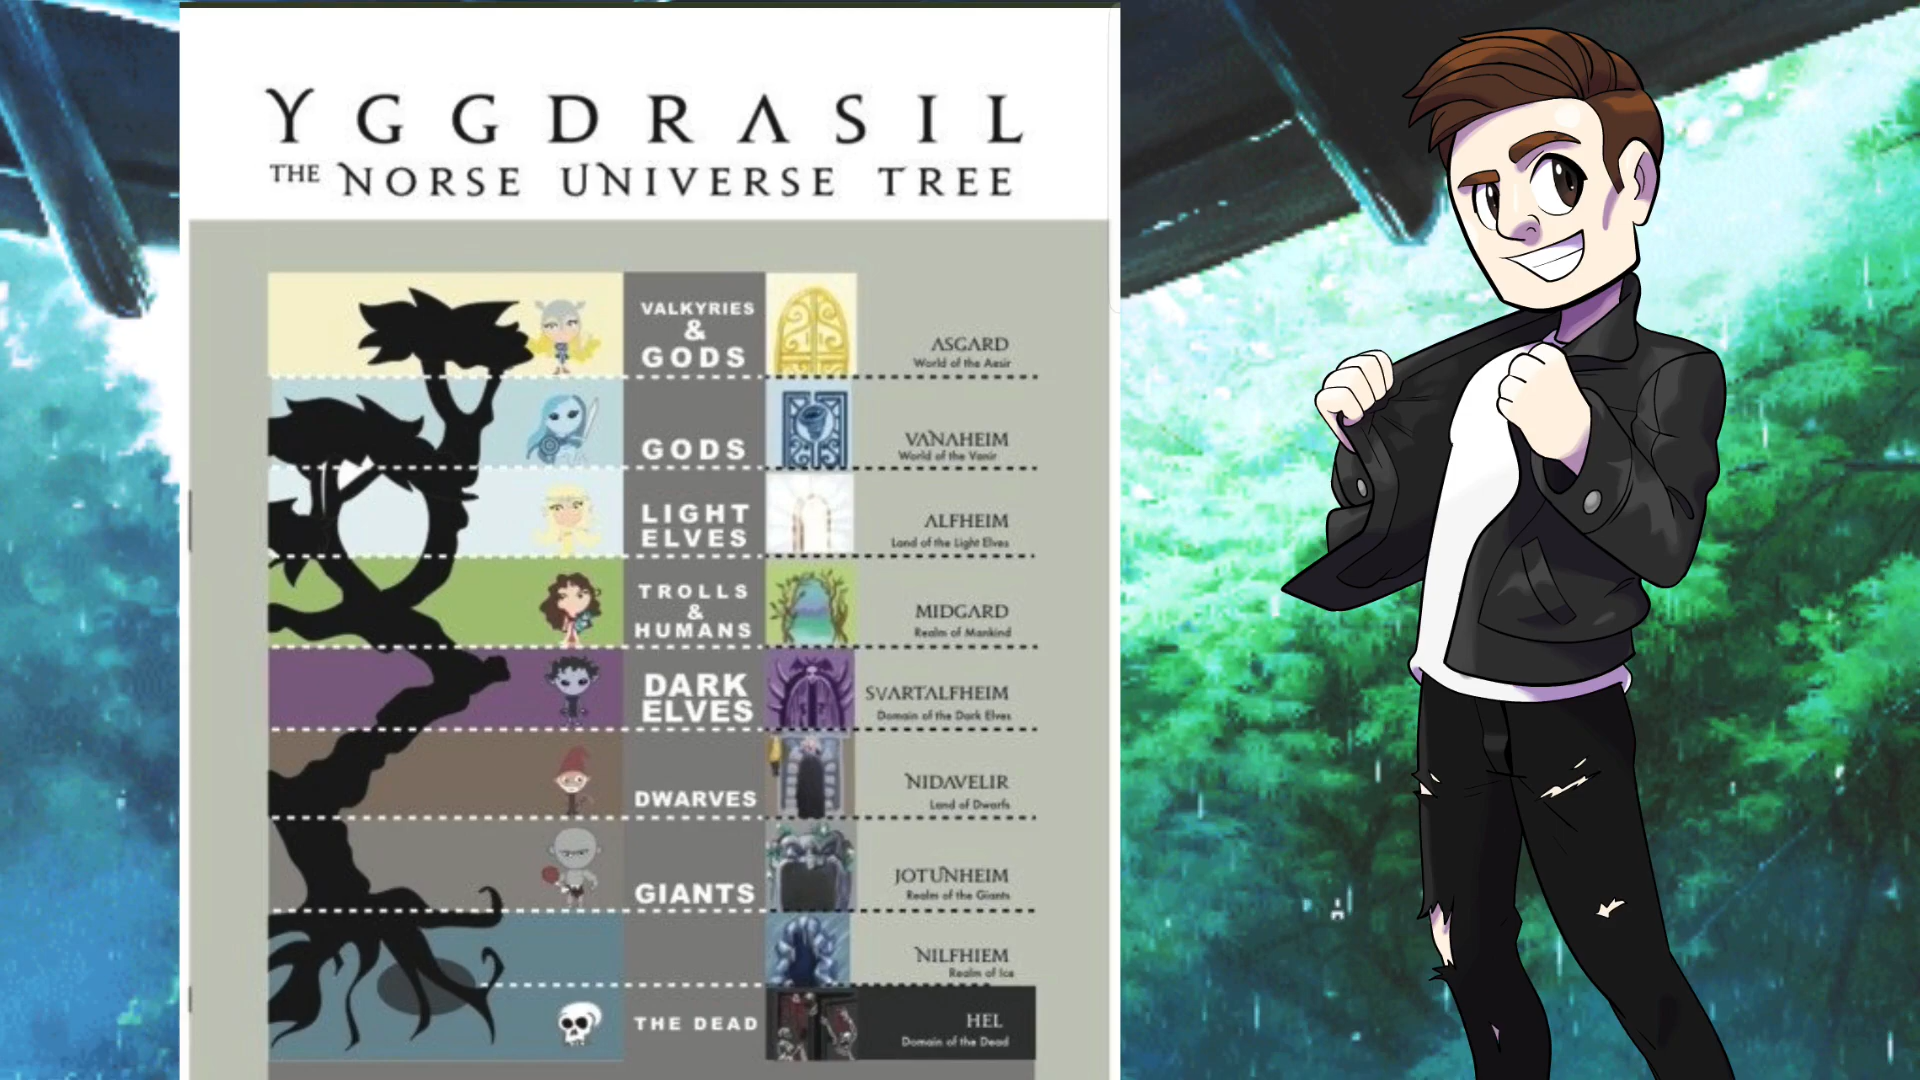 YGGDRASIL
THE NORSE UNIVERSE TREE
VALKYRIES
&
GODS
ASGARD
World of the Aesir
GODS
VANAHEIM
World of the Vanir
LIGHT
ELVES
ALFHEIM
Land of the Light Elves
TROLLS
&
HUMANS
MIDGARD
Realm of Mankind
DARK
ELVES
SVARTALFHEIM
Domain of the Dark Elves
DWARVES
NIDAVELIR
Land of Dwarfs
GIANTS
JOTUNHEIM
Realm of the Giants
NILFHIEM
Realm of Ice
THE DEAD
HEL
Domain of the Dead